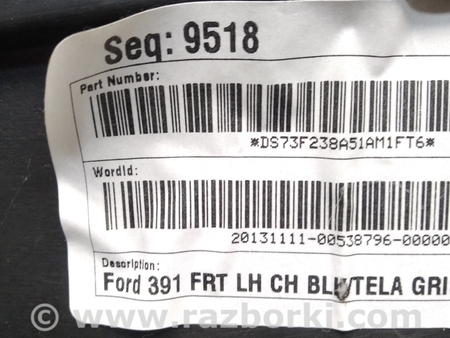 Seq: 9518
Part Number:
*DS73F238A51AM1FT6*
WordId:
20131111-00538796-00000
Description:
Ford 391 FRT LH CH BLK/TELA GRI
© www.razborki.com